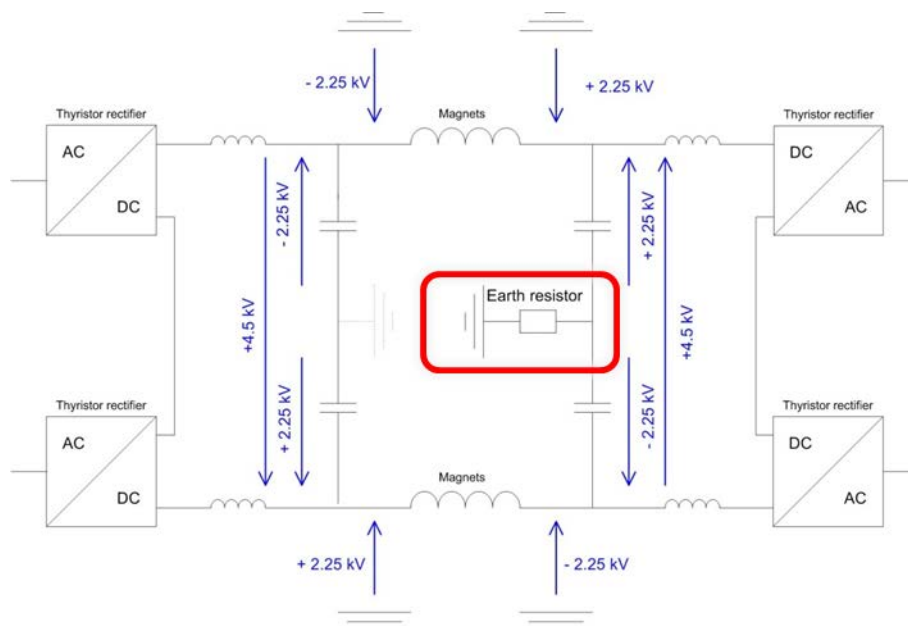 - 2.25 kV
+ 2.25 kV
Thyristor rectifier
Magnets
Thyristor rectifier
AC
DC
DC
AC
- 2.25 kV
+ 2.25 kV
+4.5 kV
Earth resistor
+4.5 kV
+ 2.25 kV
- 2.25 kV
Thyristor rectifier
Magnets
Thyristor rectifier
AC
DC
DC
AC
+ 2.25 kV
- 2.25 kV